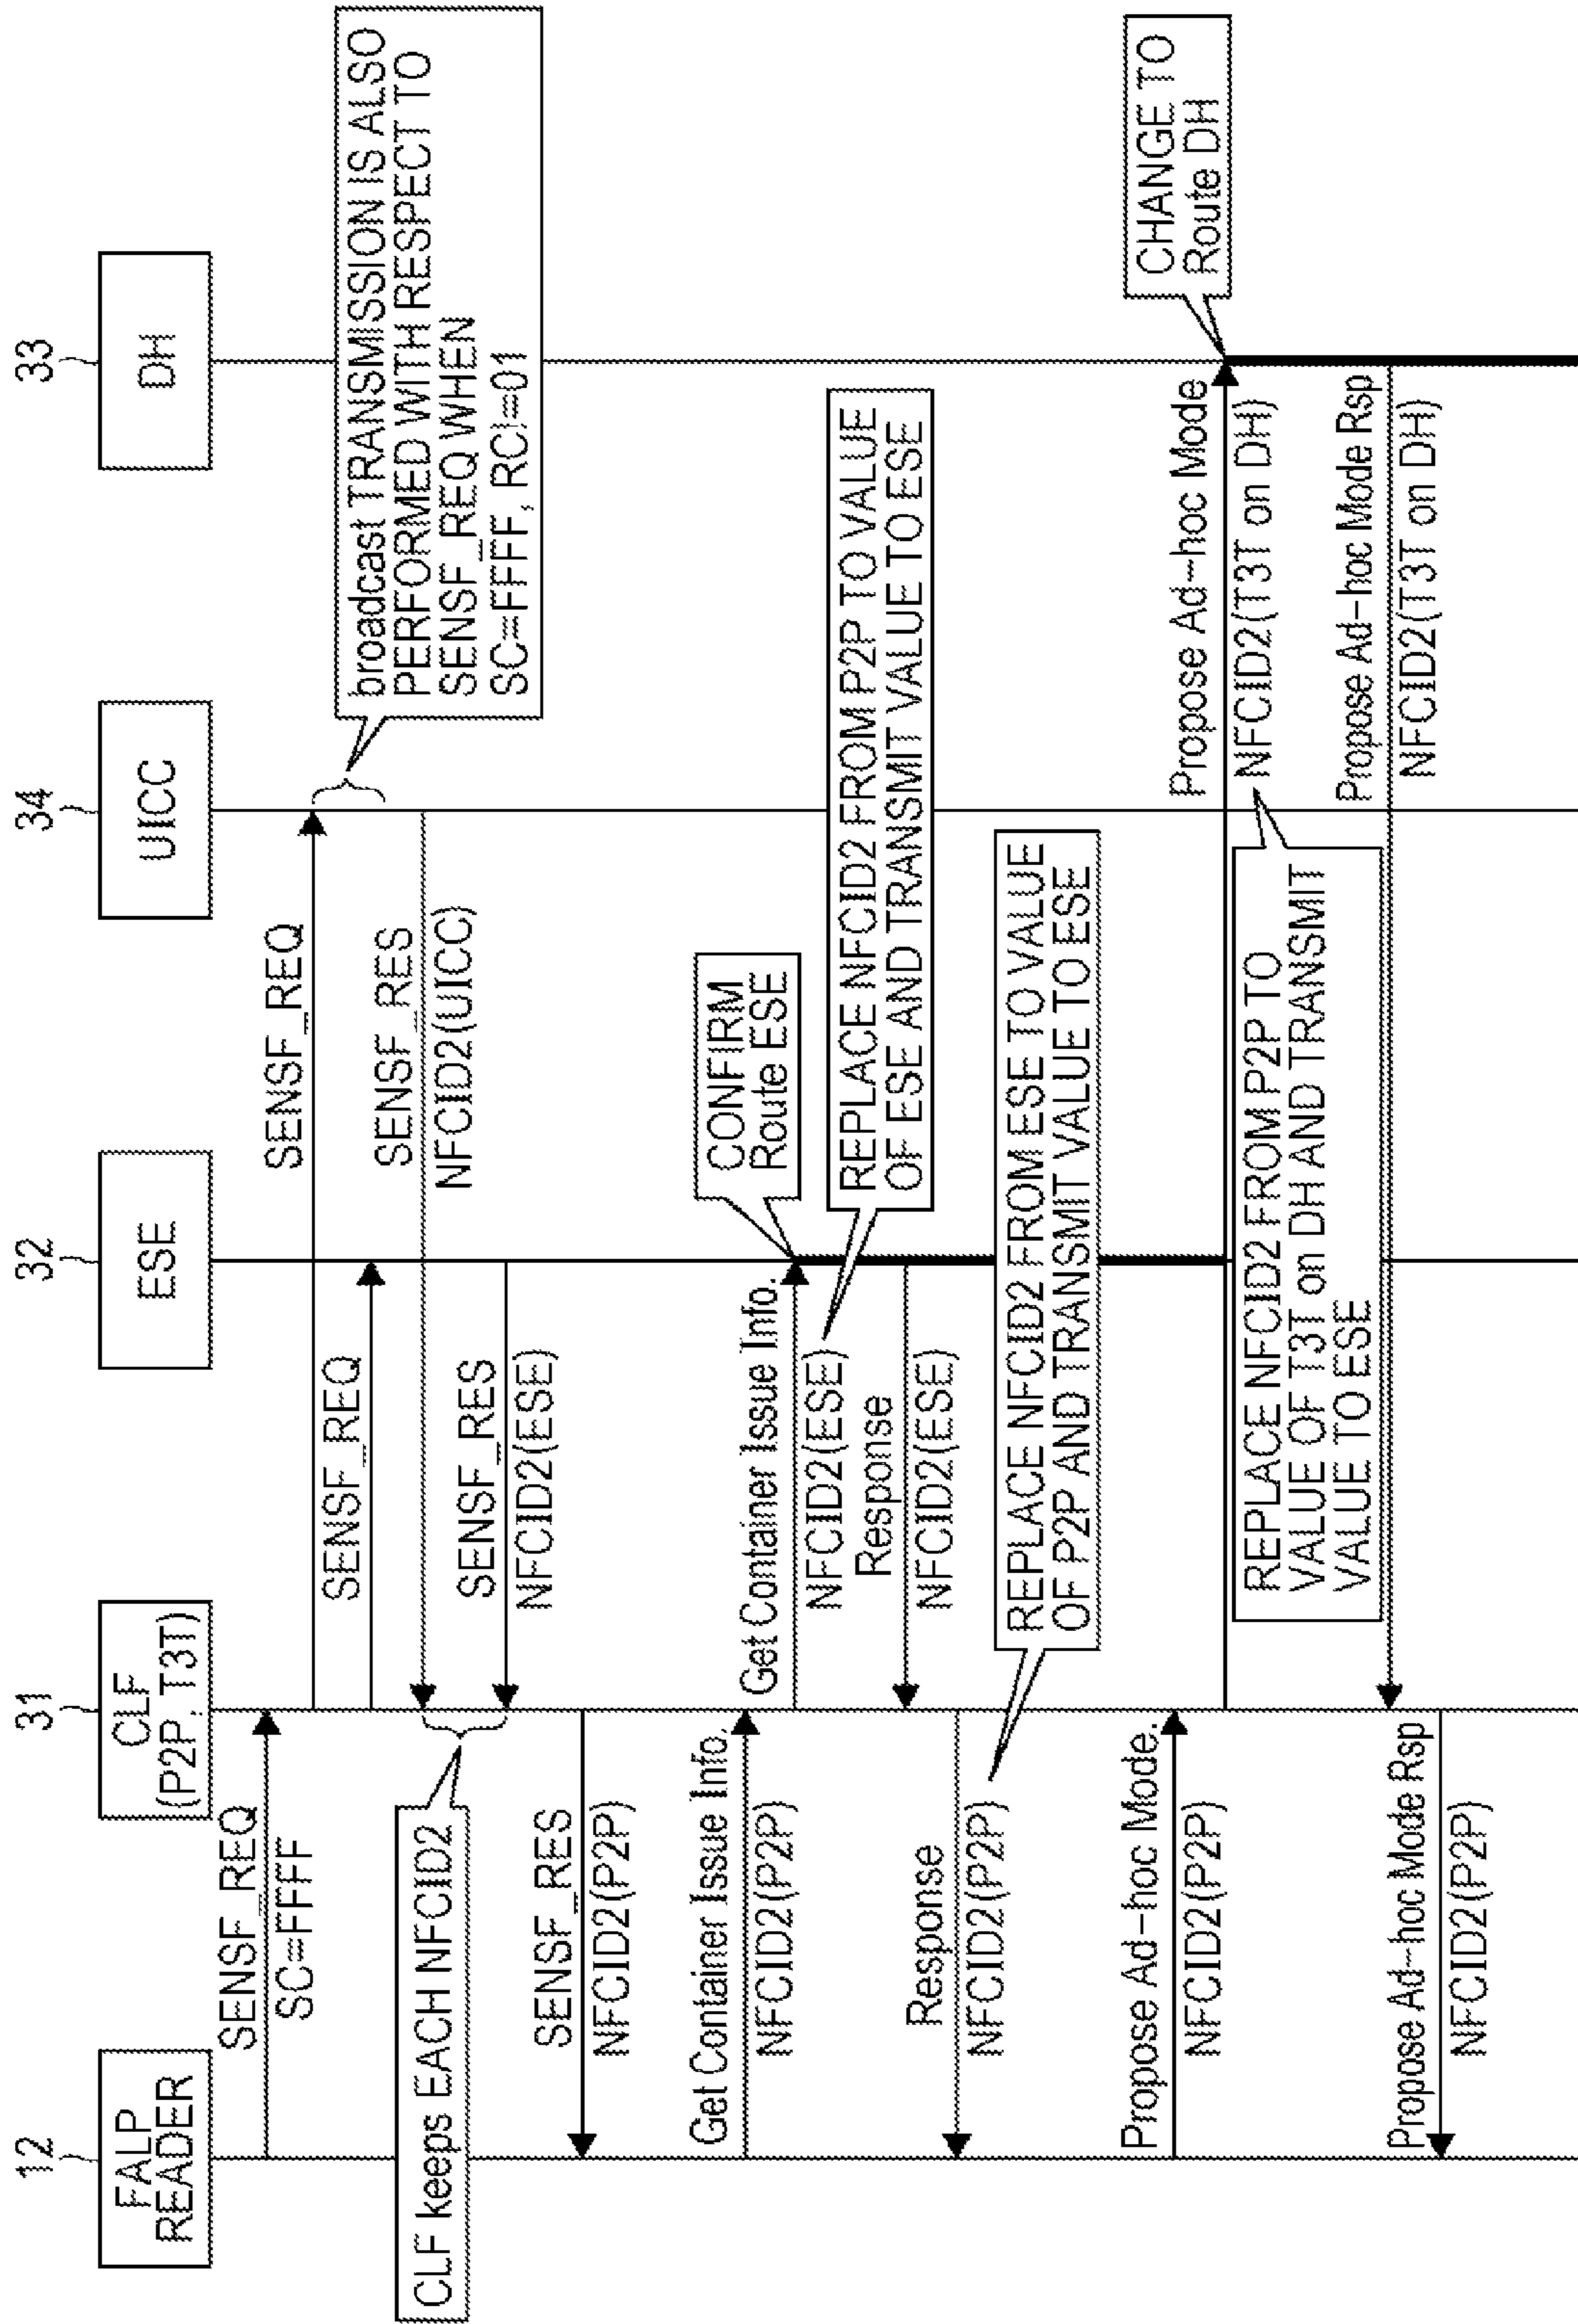 12
FALP
READER
31
CLF
(P2P, T3T)
32
ESE
34
UICC
33
DH
SENSF_REQ
SC=FFFF
SENSF_REQ
broadcast TRANSMISSION IS ALSO
PERFORMED WITH RESPECT TO
SENSF_REQ WHEN
SC=FFFF, RC!=01
SENSF_REQ
SENSF_RES
NFCID2(UICC)
CLF keeps EACH NFCID2
SENSF_RES
NFCID2(ESE)
SENSF_RES
NFCID2(P2P)
Get Container Issue Info.
NFCID2(P2P)
Get Container Issue Info.
NFCID2(ESE)
CONFIRM
Route ESE
REPLACE NFCID2 FROM P2P TO VALUE
OF ESE AND TRANSMIT VALUE TO ESE
Response
NFCID2(ESE)
Response
NFCID2(P2P)
REPLACE NFCID2 FROM ESE TO VALUE
OF P2P AND TRANSMIT VALUE TO ESE
Propose Ad-hoc Mode.
NFCID2(P2P)
Propose Ad-hoc Mode
NFCID2(T3T on DH)
CHANGE TO
Route DH
REPLACE NFCID2 FROM P2P TO
VALUE OF T3T on DH AND TRANSMIT
VALUE TO ESE
Propose Ad-hoc Mode Rsp
NFCID2(T3T on DH)
Propose Ad-hoc Mode Rsp
NFCID2(P2P)